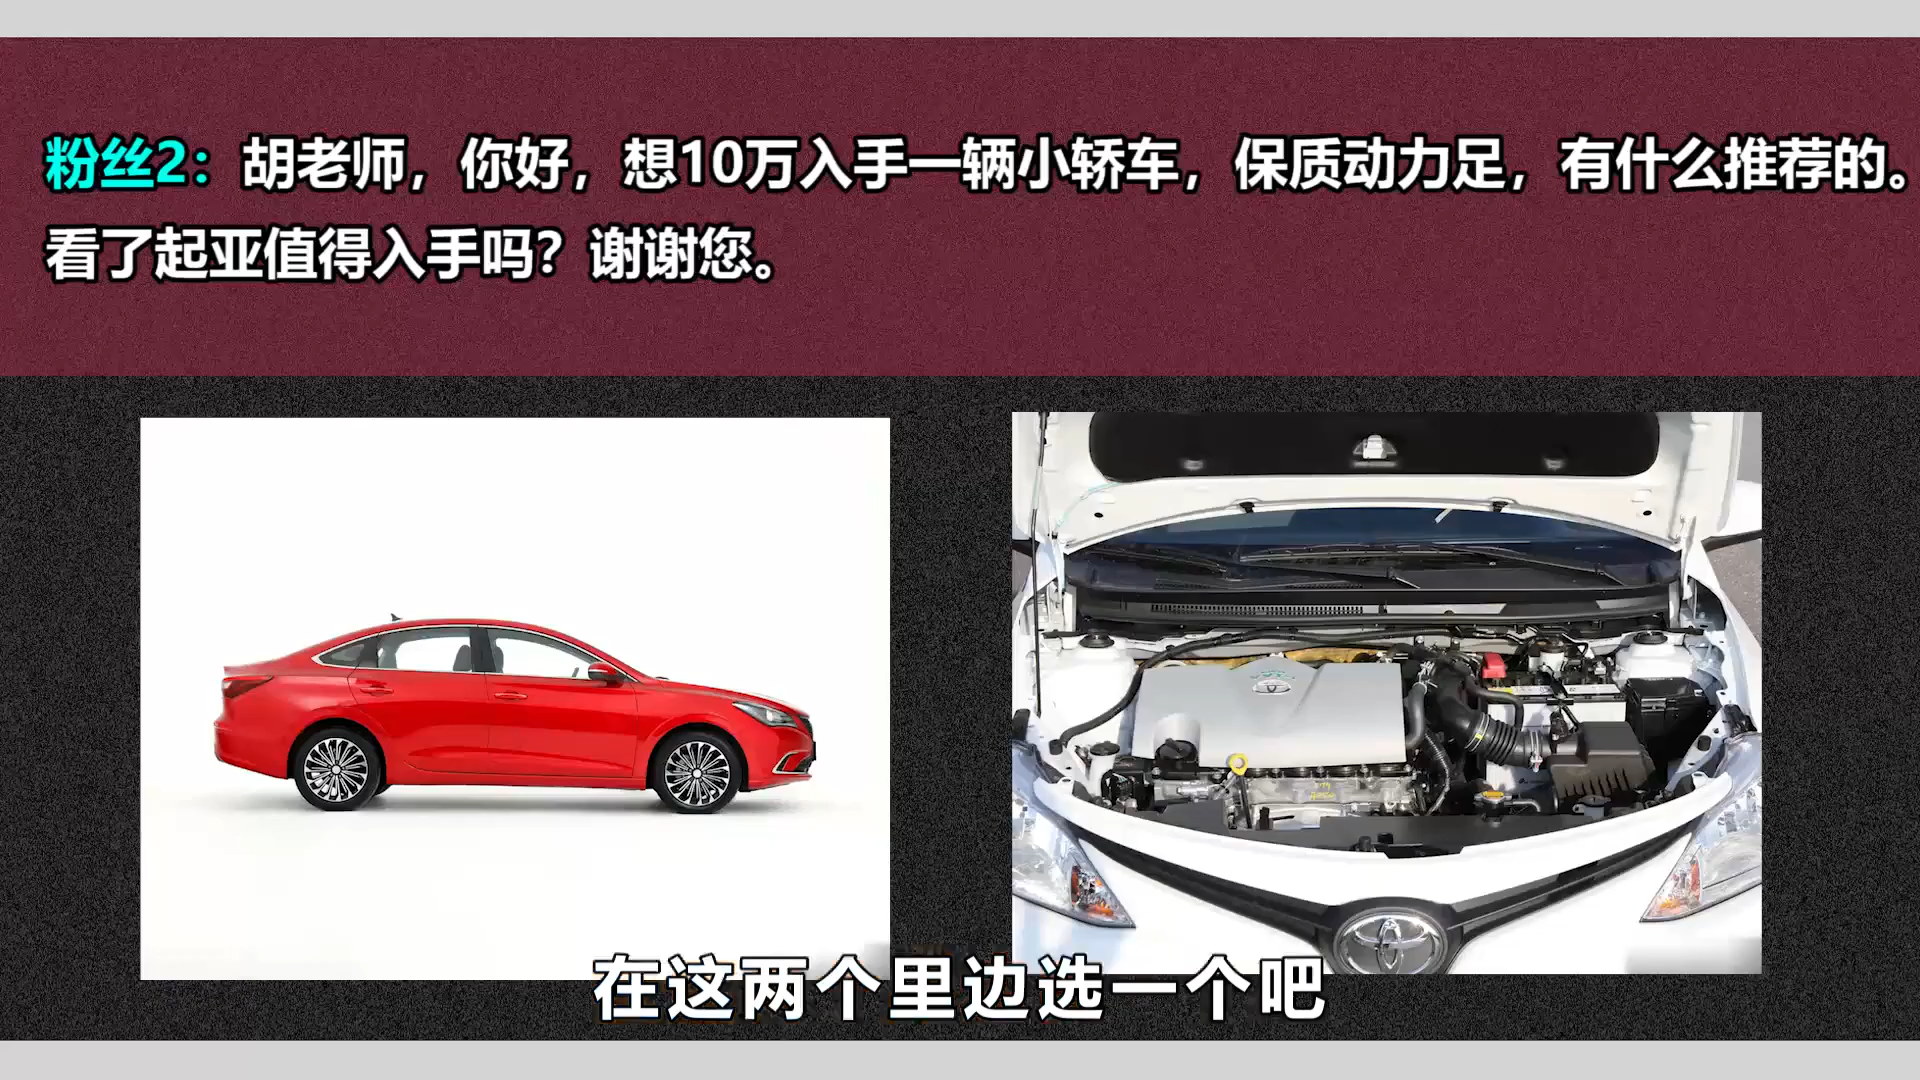 粉丝2：胡老师，你好，想10万入手一辆小轿车，保质动力足，有什么推荐的。
看了起亚值得入手吗？谢谢您。
在这两个里边选一个吧